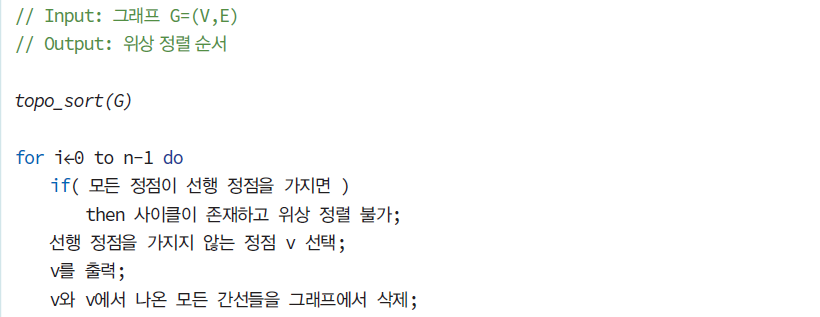 // Input: 그래프 G=(V,E)
// Output: 위상 정렬 순서
topo_sort(G)
for i←0 to n-1 do
if( 모든 정점이 선행 정점을 가지면 )
then 사이클이 존재하고 위상 정렬 불가;
선행 정점을 가지지 않는 정점 v 선택;
v를 출력;
v와 v에서 나온 모든 간선들을 그래프에서 삭제;